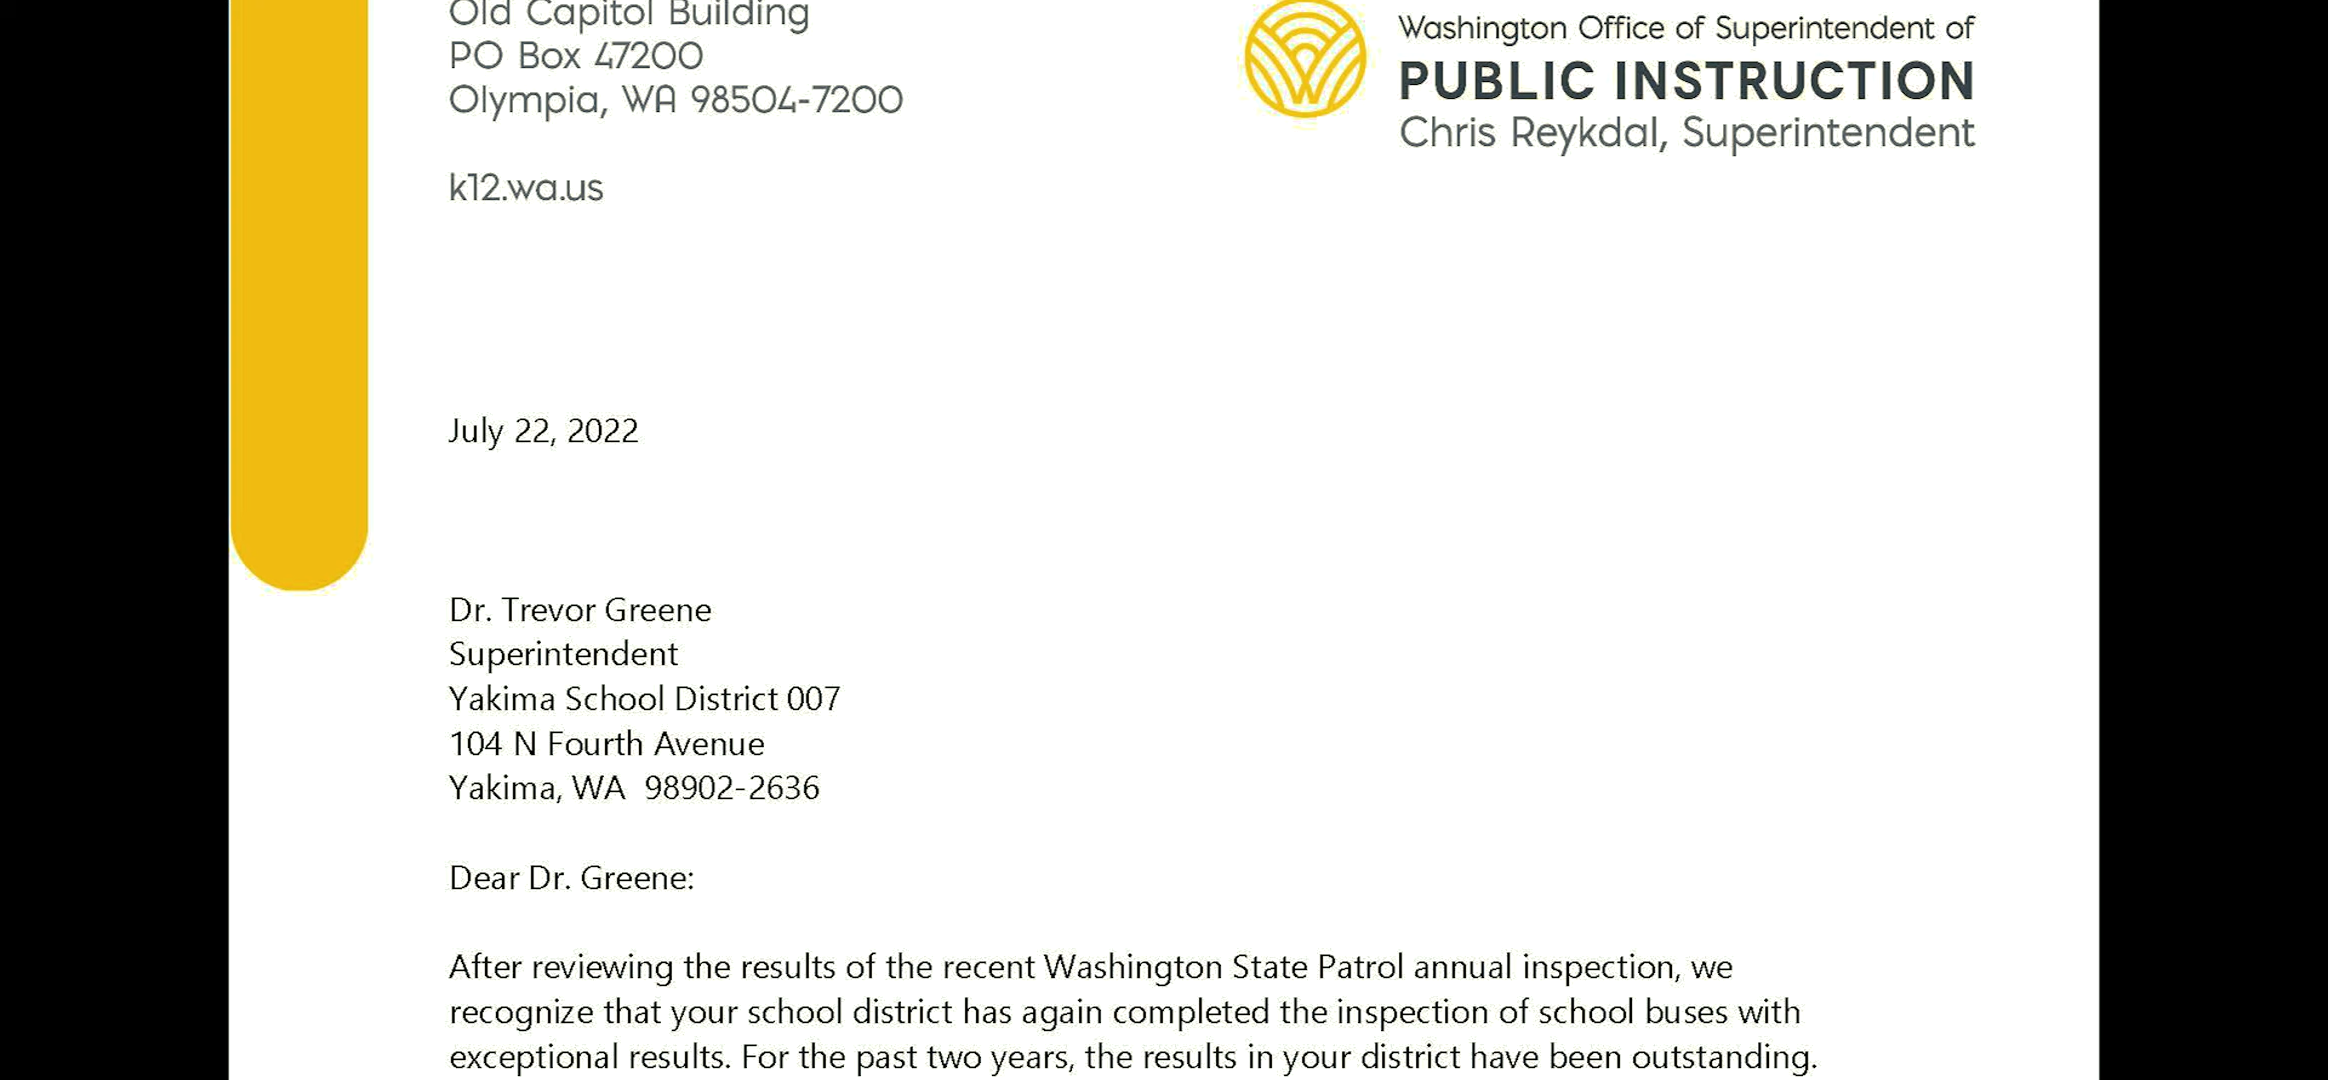 Old Capitol Building
PO Box 47200
Olympia, WA 98504-7200
k12.wa.us
Washington Office of Superintendent of
PUBLIC INSTRUCTION
Chris Reykdal, Superintendent
July 22, 2022
Dr. Trevor Greene
Superintendent
Yakima School District 007
104 N Fourth Avenue
Yakima, WA  98902-2636
Dear Dr. Greene:
After reviewing the results of the recent Washington State Patrol annual inspection, we
recognize that your school district has again completed the inspection of school buses with
exceptional results. For the past two years, the results in your district have been outstanding.